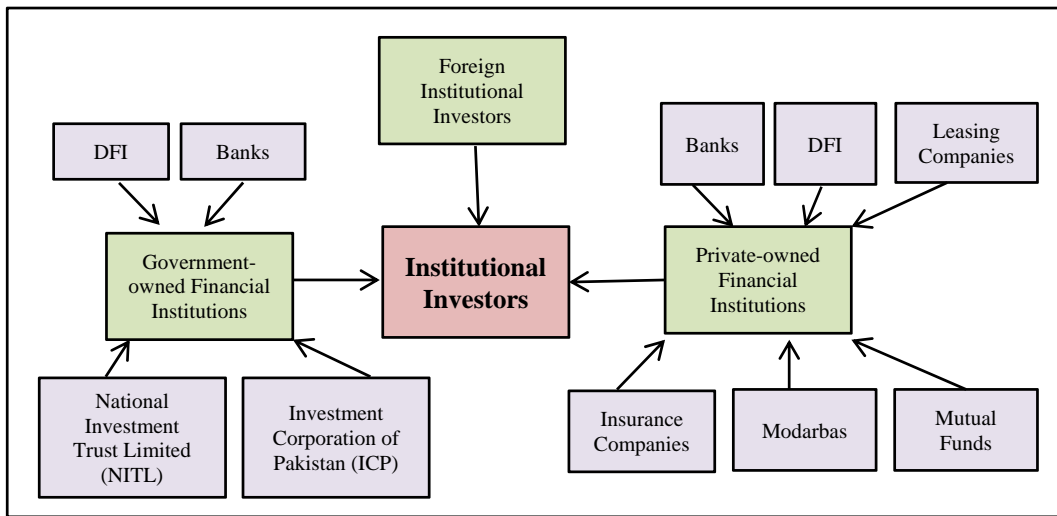 Foreign
Institutional
Investors
DFI
Banks
Banks
DFI
Leasing
Companies
Government-
owned Financial
Institutions
Institutional
Investors
Private-owned
Financial
Institutions
National
Investment
Trust Limited
(NITL)
Investment
Corporation of
Pakistan (ICP)
Insurance
Companies
Modarbas
Mutual
Funds